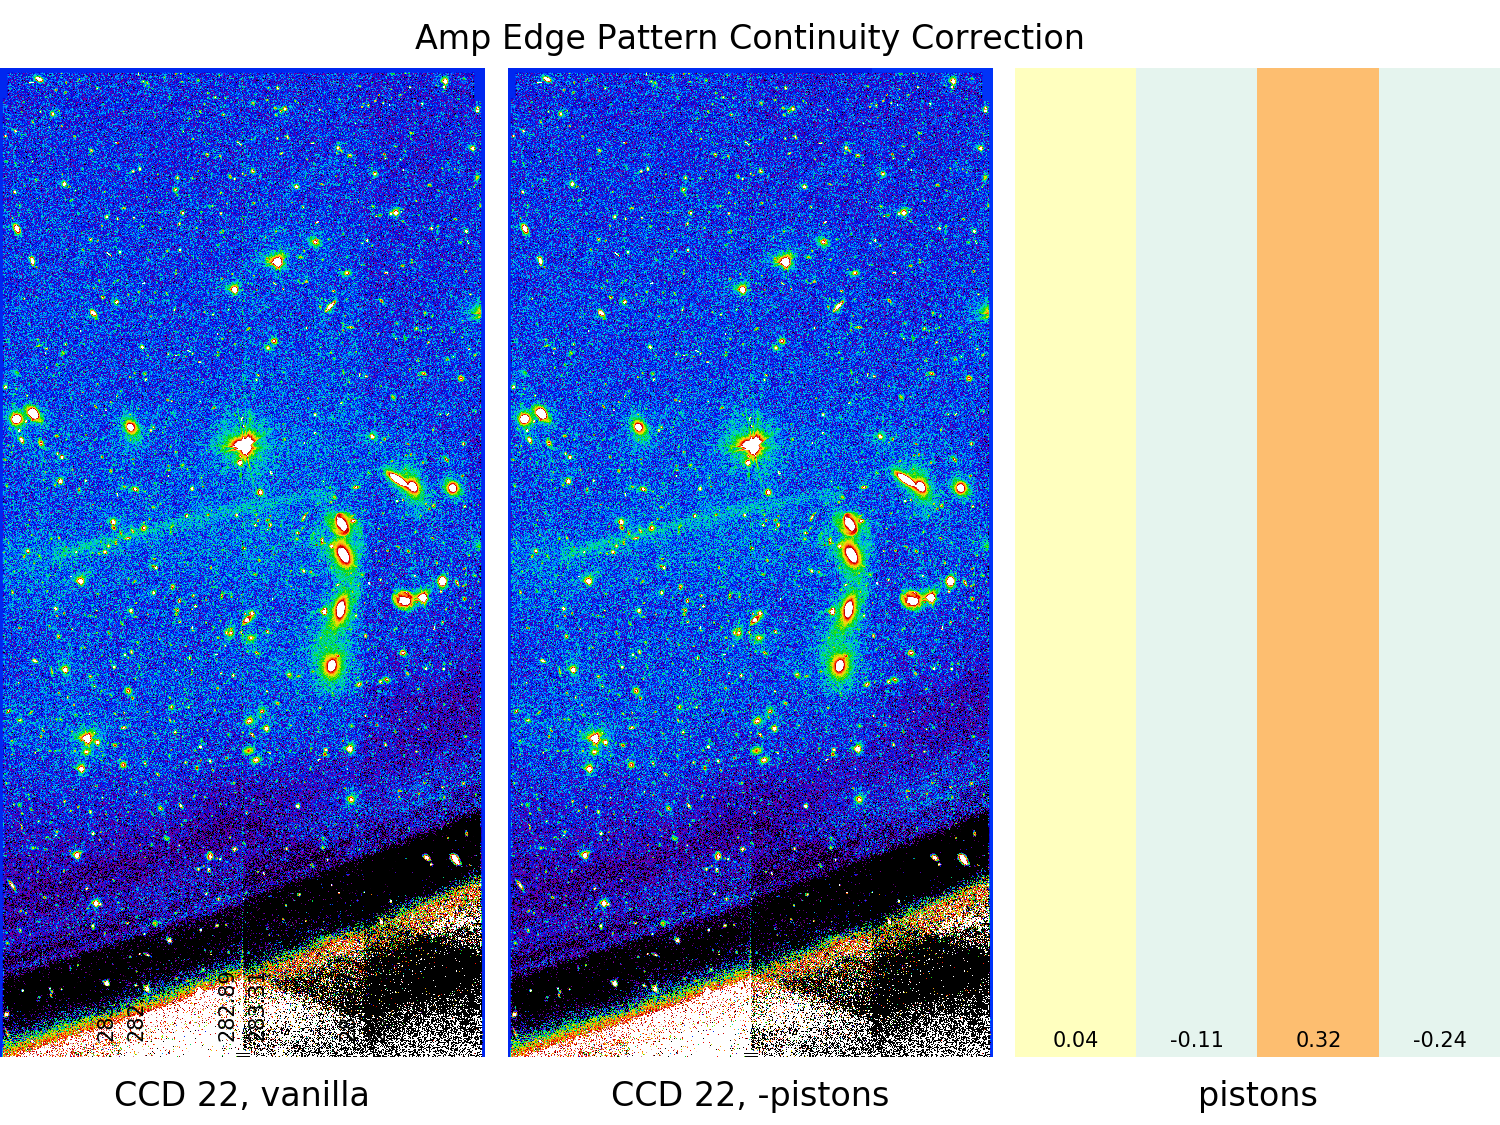 Amp Edge Pattern Continuity Correction
282.89
283.31
0.04
-0.11
0.32
-0.24
CCD 22, vanilla
CCD 22, -pistons
pistons